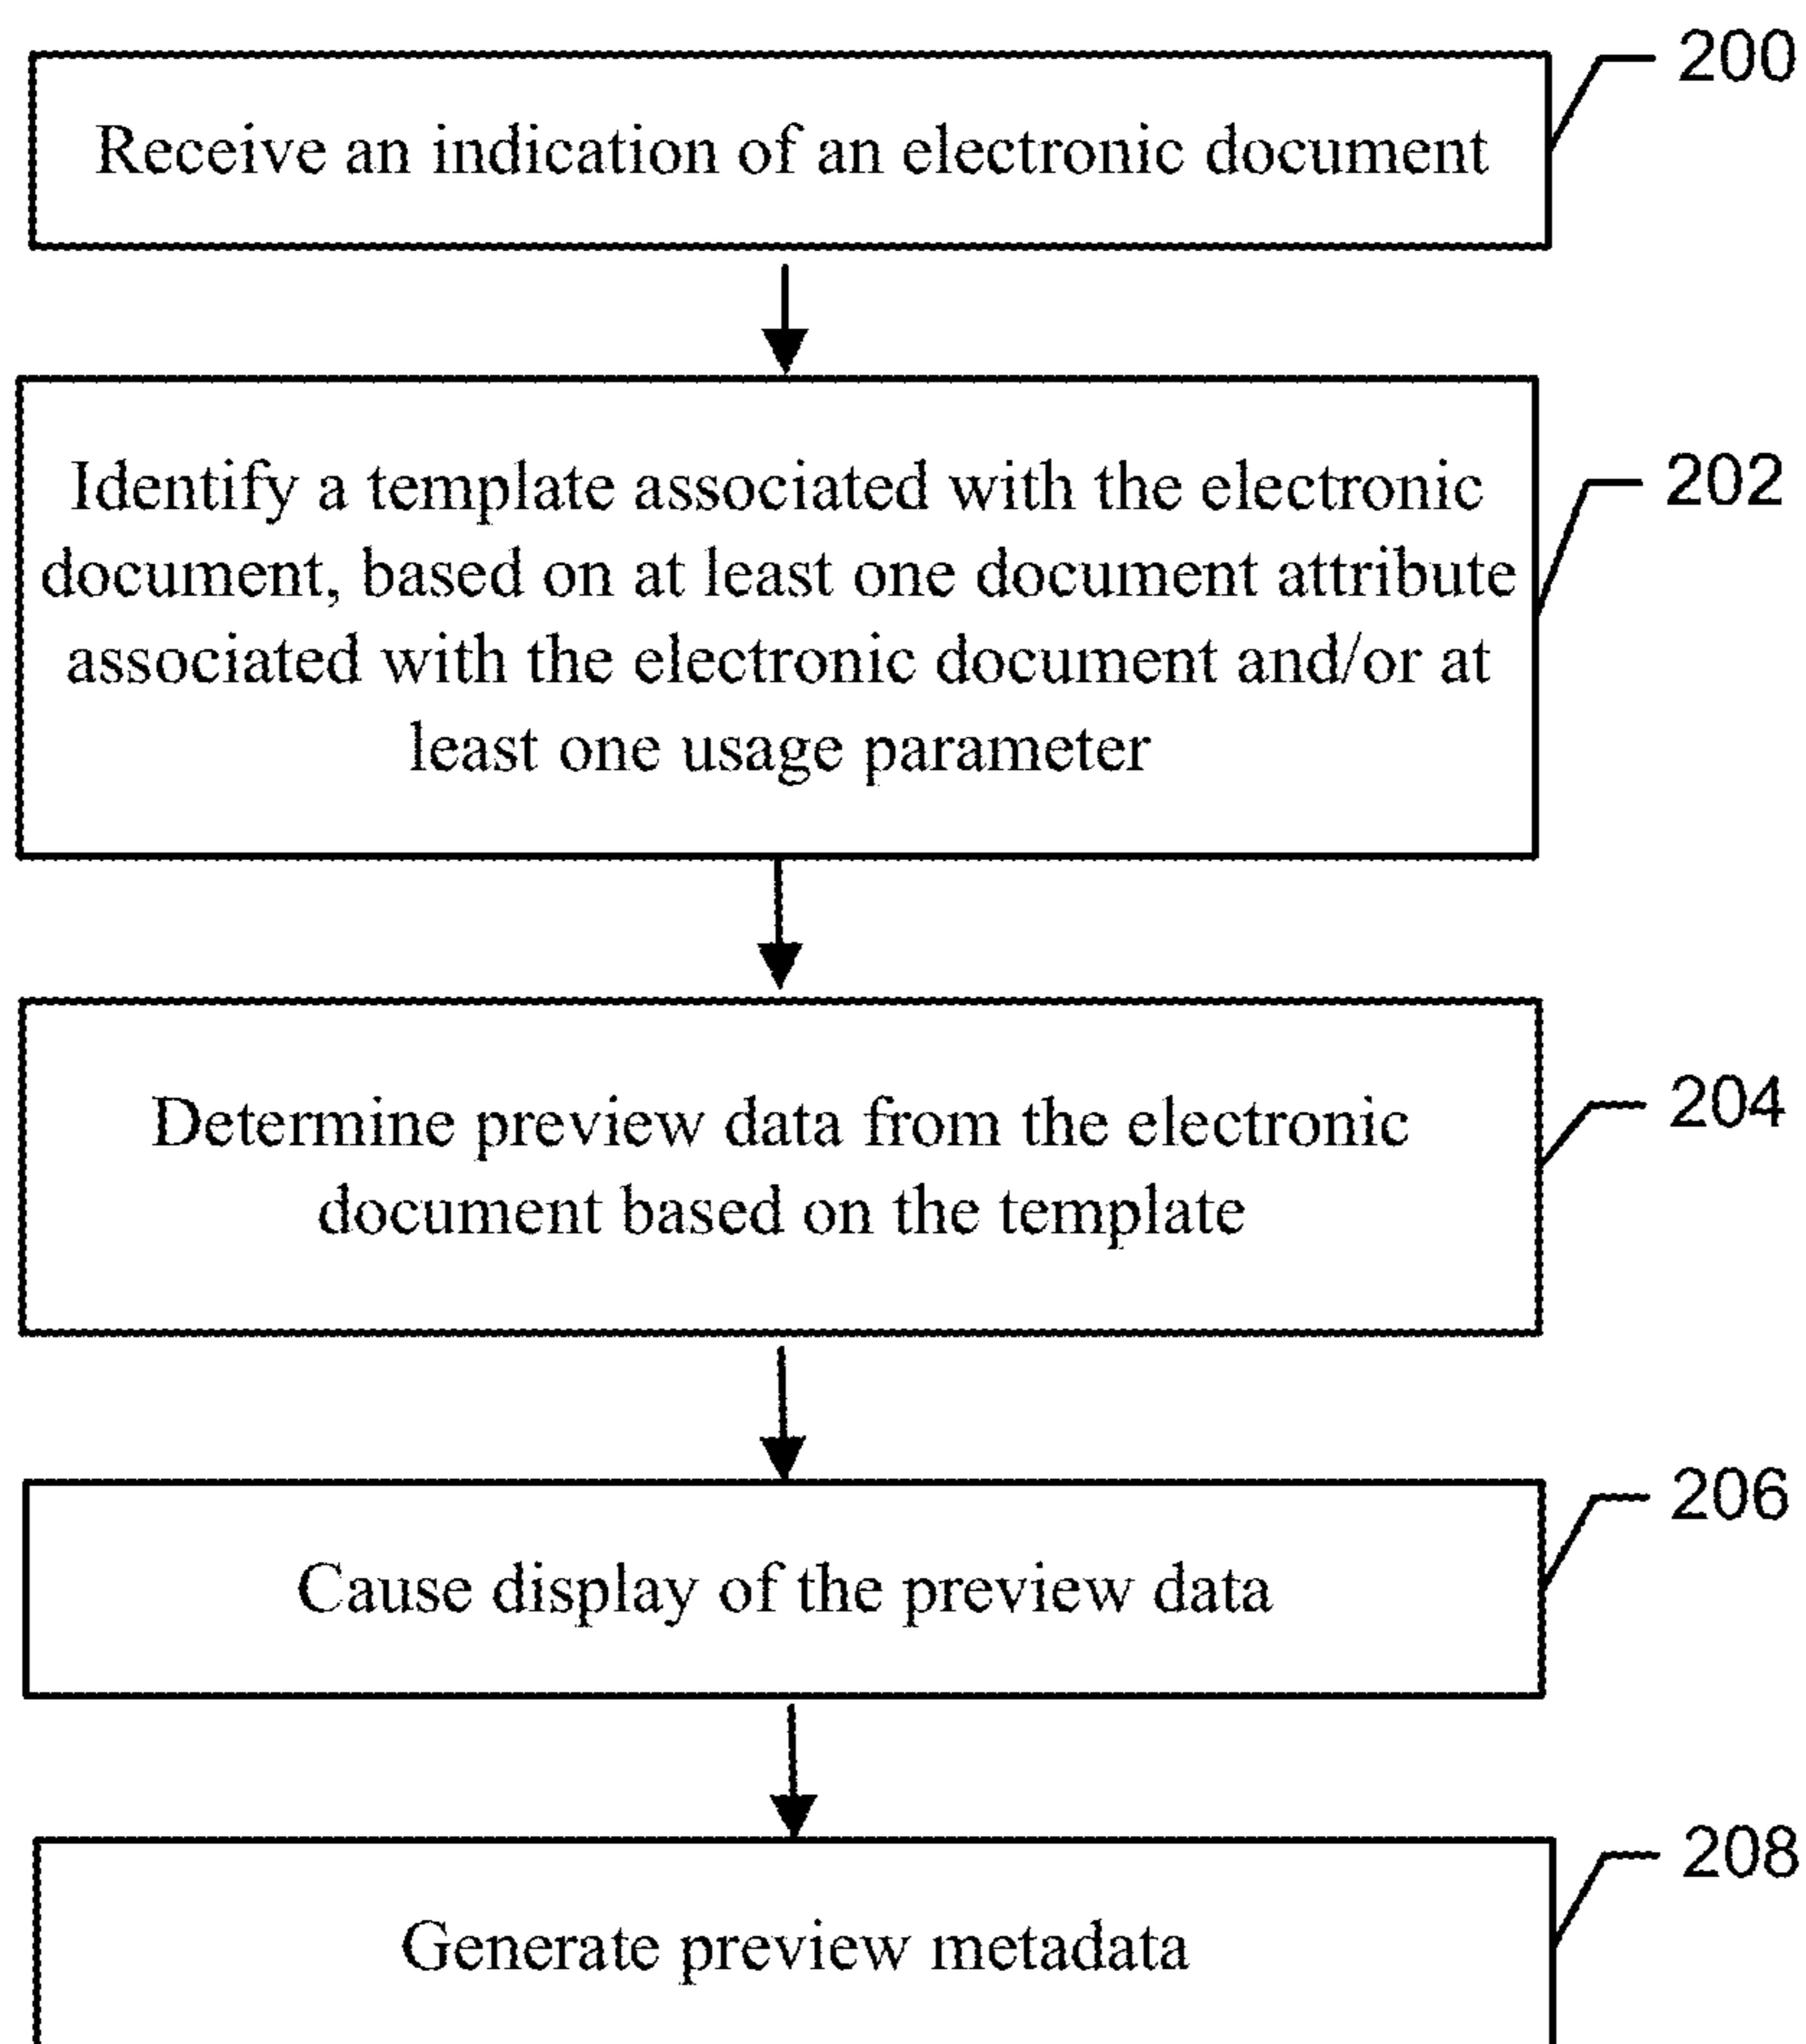 200
Receive an indication of an electronic document
202
Identify a template associated with the electronic
document, based on at least one document attribute
associated with the electronic document and/or at
least one usage parameter
204
Determine preview data from the electronic
document based on the template
206
Cause display of the preview data
208
Generate preview metadata